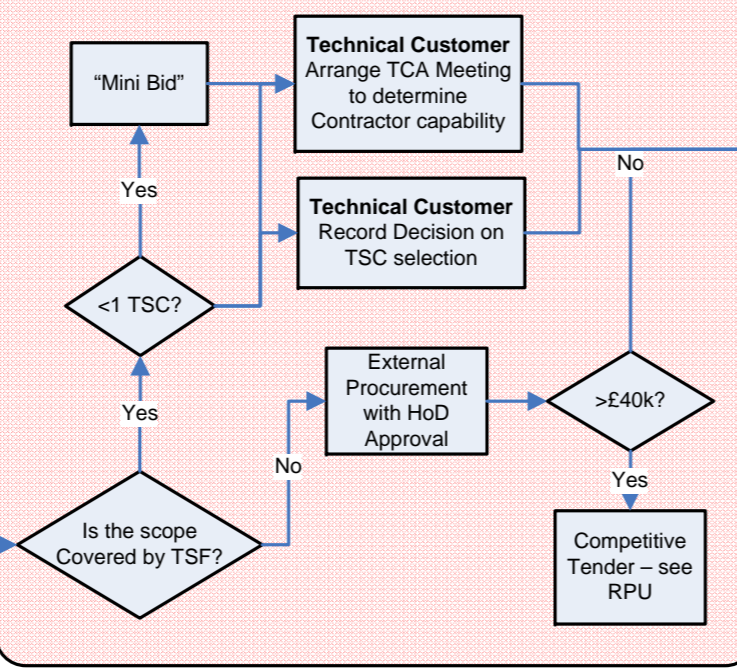 “Mini Bid”
Technical Customer
Arrange TCA Meeting
to determine
Contractor capability
Yes
No
Technical Customer
Record Decision on
TSC selection
<1 TSC?
External
Procurement
with HoD
Approval
>£40k?
Yes
No
Yes
Is the scope
Covered by TSF?
Competitive
Tender – see
RPU